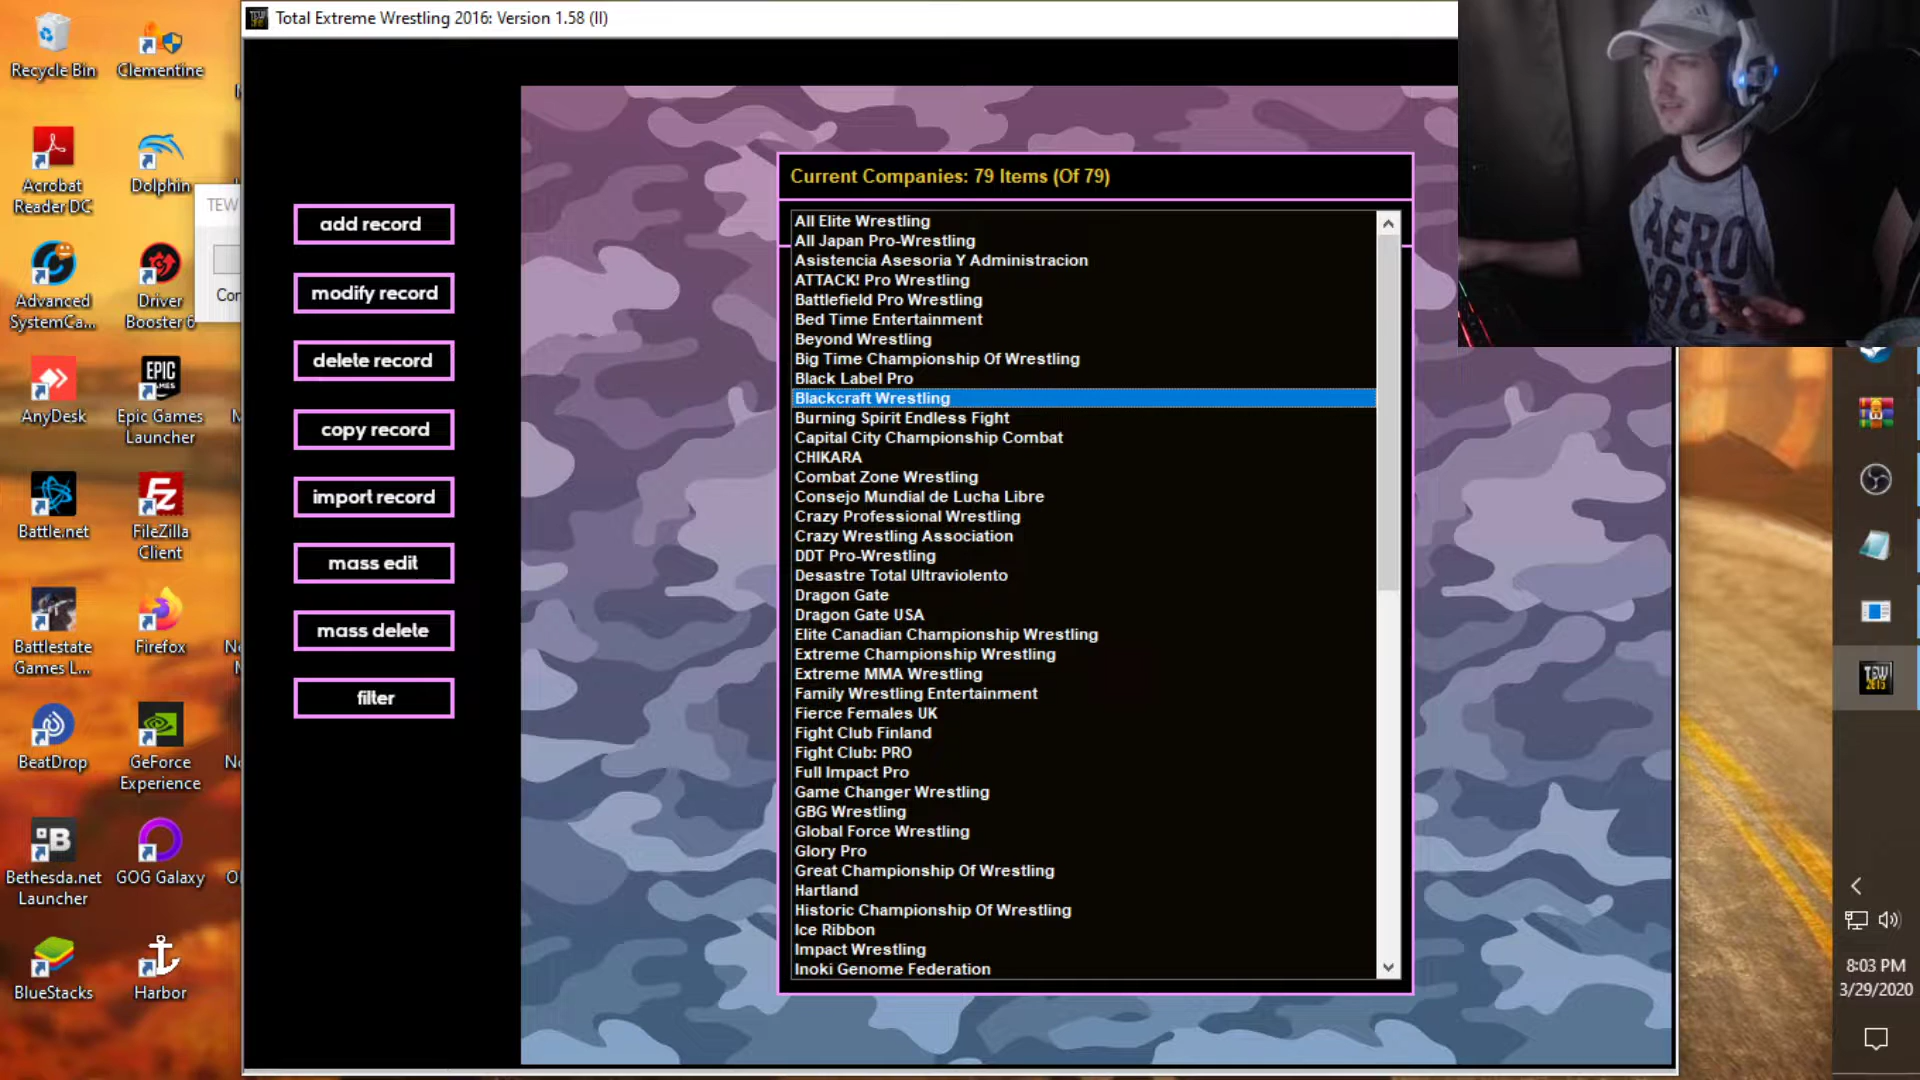 Total Extreme Wrestling 2016: Version 1.58 (II)
Recycle Bin
Clementine
Acrobat
Reader DC
Dolphin
Advanced
SystemCa...
Driver
Booster 6
AnyDesk
Epic Games
Launcher
Battle.net
FileZilla
Client
Battlestate
Games L...
Firefox
BeatDrop
GeForce
Experience
Bethesda.net
Launcher
GOG Galaxy
BlueStacks
Harbor
TEW
Con
add record
modify record
delete record
copy record
import record
mass edit
mass delete
filter
Current Companies: 79 Items (Of 79)
All Elite Wrestling
All Japan Pro-Wrestling
Asistencia Asesoria Y Administracion
ATTACK! Pro Wrestling
Battlefield Pro Wrestling
Bed Time Entertainment
Beyond Wrestling
Big Time Championship Of Wrestling
Black Label Pro
Blackcraft Wrestling
Burning Spirit Endless Fight
Capital City Championship Combat
CHIKARA
Combat Zone Wrestling
Consejo Mundial de Lucha Libre
Crazy Professional Wrestling
Crazy Wrestling Association
DDT Pro-Wrestling
Desastre Total Ultraviolento
Dragon Gate
Dragon Gate USA
Elite Canadian Championship Wrestling
Extreme Championship Wrestling
Extreme MMA Wrestling
Family Wrestling Entertainment
Fierce Females UK
Fight Club Finland
Fight Club: PRO
Full Impact Pro
Game Changer Wrestling
GBG Wrestling
Global Force Wrestling
Glory Pro
Great Championship Of Wrestling
Hartland
Historic Championship Of Wrestling
Ice Ribbon
Impact Wrestling
Inoki Genome Federation
AERO
1987
TEW
8:03 PM
3/29/2020